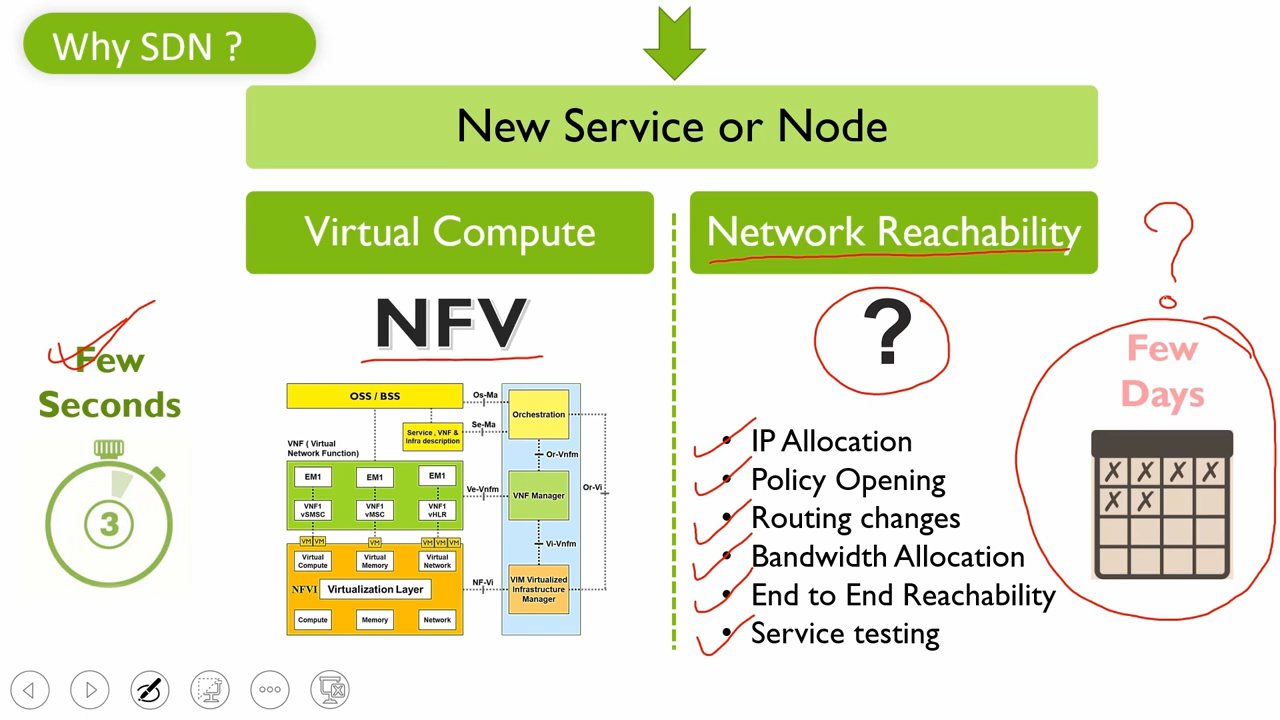 Why SDN ?
New Service or Node
Virtual Compute
Network Reachability
?
NFV
?
Few
Seconds
3
Few
Days
OSS / BSS
Os-Ma
Orchestration
Service , VNF &
Infra description
Se-Ma
VNF ( Virtual
Network Function)
Or-Vnfm
EM1
EM1
EM1
VNF1
vSMSC
VNF1
vMSC
VNF1
vHLR
Ve-Vnfm
VNF Manager
Or-Vi
VM VM
VM
VM VM VM
Vi-Vnfm
Virtual
Compute
Virtual
Memory
Virtual
Network
NFVI
Virtualization Layer
NF-Vi
VIM Virtualized
Infrastructure
Manager
Compute
Memory
Network
• IP Allocation
• Policy Opening
• Routing changes
• Bandwidth Allocation
• End to End Reachability
• Service testing